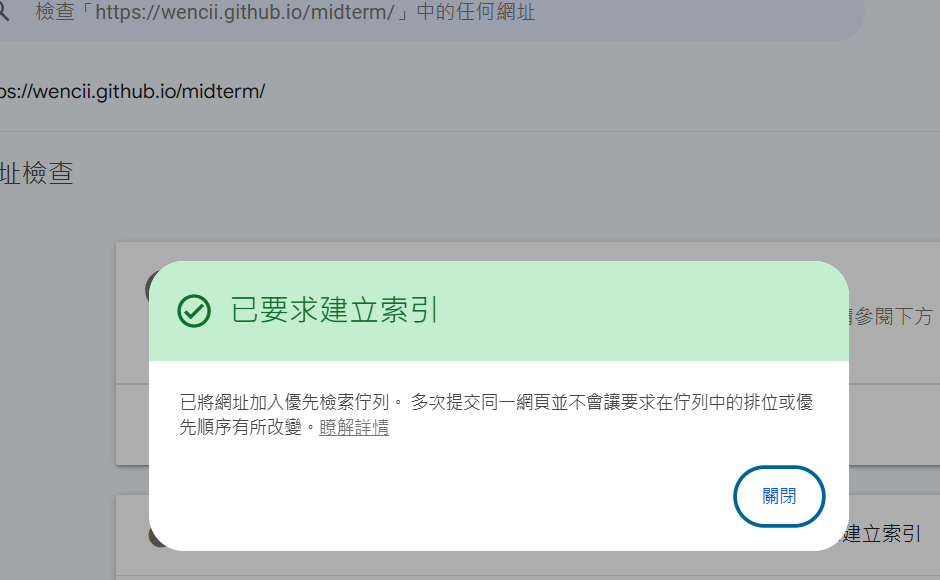 檢查「https://wencii.github.io/midterm/」中的任何網址
ps://wencii.github.io/midterm/
址檢查
請參閱下方
已要求建立索引
已將網址加入優先檢索佇列。 多次提交同一網頁並不會讓要求在佇列中的排位或優
先順序有所改變。瞭解詳情
關閉
建立索引